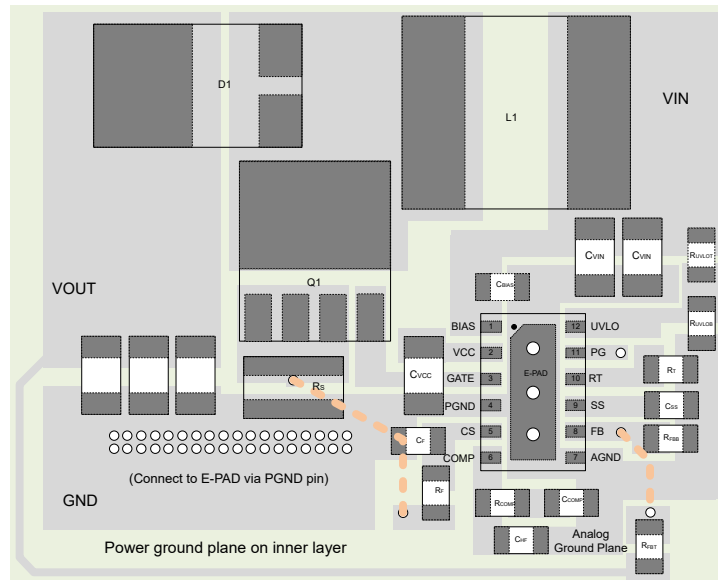 D1
L1
VIN
CVIN
CVIN
RUVLOT
CBIAS
Q1
VOUT
RUVLOB
BIAS 1 12 UVLO
VCC 2 11 PG
E-PAD
GATE 3 10 RT
PGND 4 9 SS
CS 5 8 FB
COMP 6 7 AGND
CVCC
RT
RS
CSS
CF
RFBB
(Connect to E-PAD via PGND pin)
RF
GND
RCOMP
CCOMP
CHF
Analog
Ground Plane
RFBT
Power ground plane on inner layer